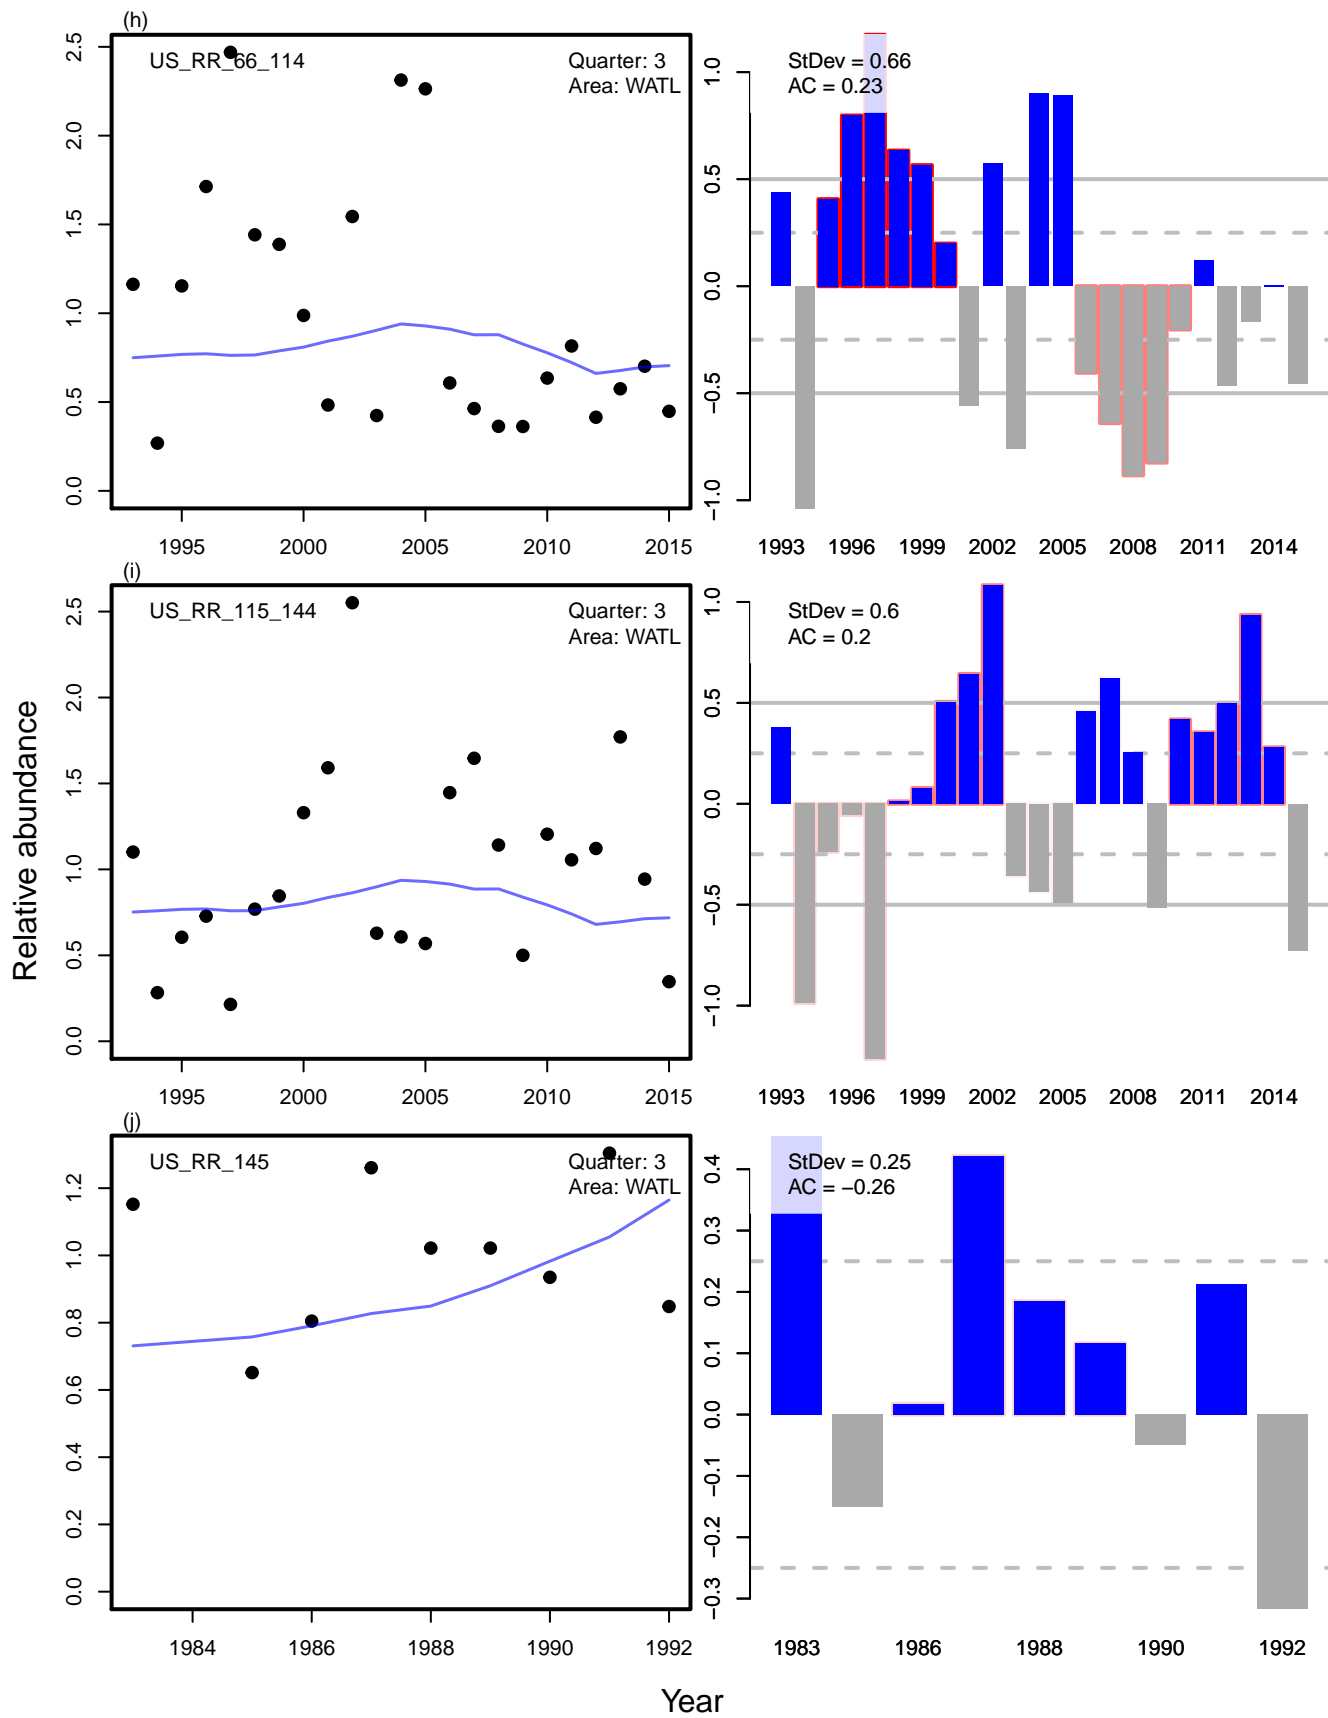 (h)
US_RR_66_114
Quarter: 3
Area: WATL
StDev = 0.66
AC = 0.23
2.5
2.0
1.5
1.0
0.5
0.0
1995 2000 2005 2010 2015
1.0
0.5
0.0
−0.5
−1.0
1993 1996 1999 2002 2005 2008 2011 2014
(i)
US_RR_115_144
Quarter: 3
Area: WATL
StDev = 0.6
AC = 0.2
2.5
2.0
1.5
1.0
0.5
0.0
1995 2000 2005 2010 2015
1.0
0.5
0.0
−0.5
−1.0
1993 1996 1999 2002 2005 2008 2011 2014
Relative abundance
(j)
US_RR_145
Quarter: 3
Area: WATL
StDev = 0.25
AC = −0.26
1.2
1.0
0.8
0.6
0.4
0.2
0.0
1984 1986 1988 1990 1992
0.4
0.3
0.2
0.1
0.0
−0.1
−0.2
−0.3
1983 1986 1988 1990 1992
Year